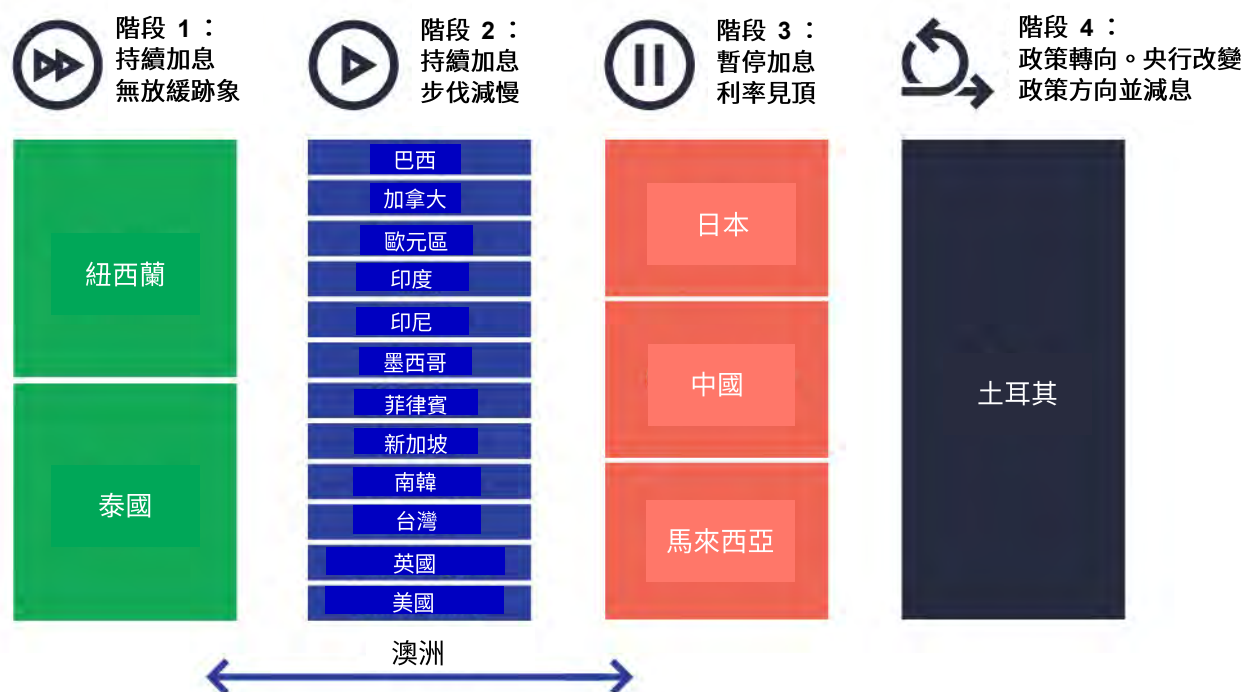 階段 1：
持續加息
無放緩跡象
階段 2：
持續加息
步伐減慢
階段 3：
暫停加息
利率見頂
階段 4：
政策轉向。央行改變
政策方向並減息
紐西蘭
泰國
巴西
加拿大
歐元區
印度
印尼
墨西哥
菲律賓
新加坡
南韓
台灣
英國
美國
日本
中國
馬來西亞
土耳其
澳洲